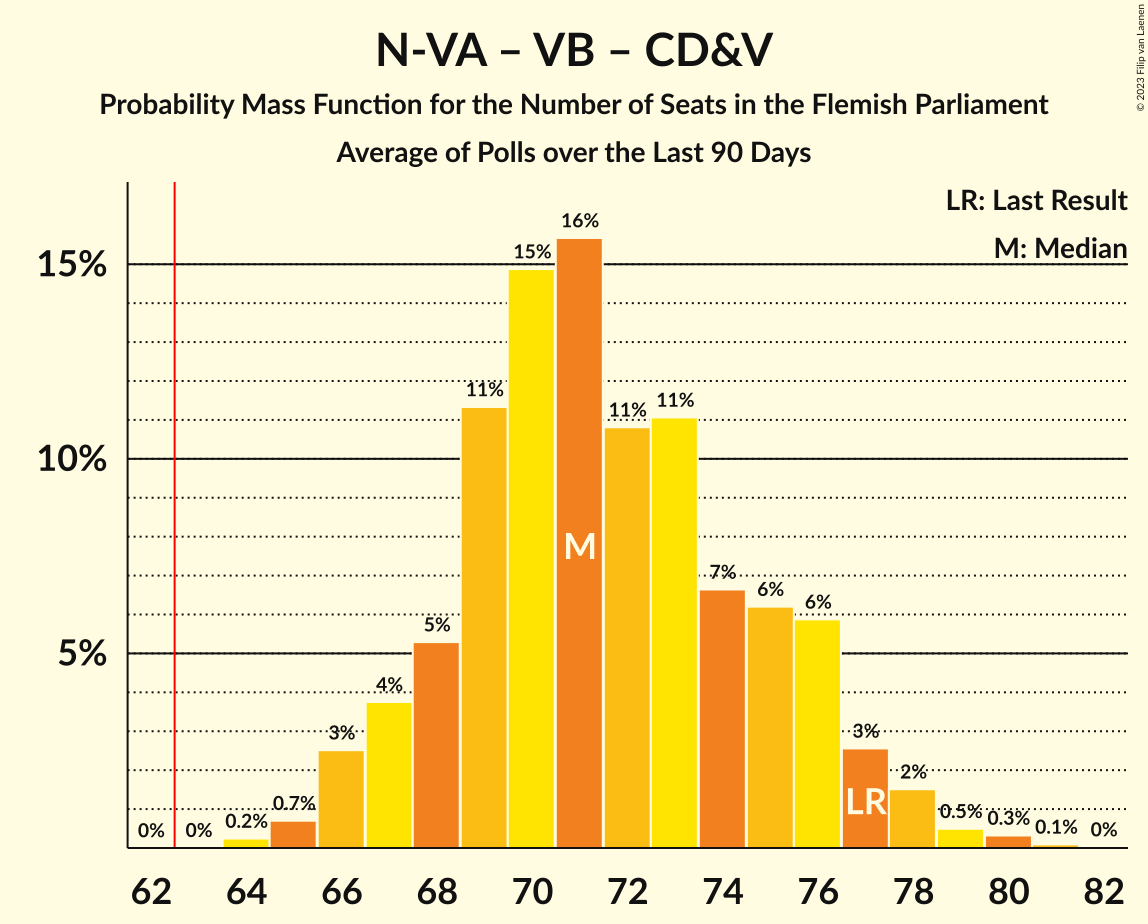 N-VA – VB – CD&V
Probability Mass Function for the Number of Seats in the Flemish Parliament
Average of Polls over the Last 90 Days
© 2023 Filip van Laenen
LR: Last Result
M: Median
15%
10%
5%
0%
0%
0.2%
0.7%
3%
4%
5%
11%
15%
16%
11%
11%
7%
6%
6%
3%
2%
0.5%
0.3%
0.1%
0%
M
LR
62 64 66 68 70 72 74 76 78 80 82